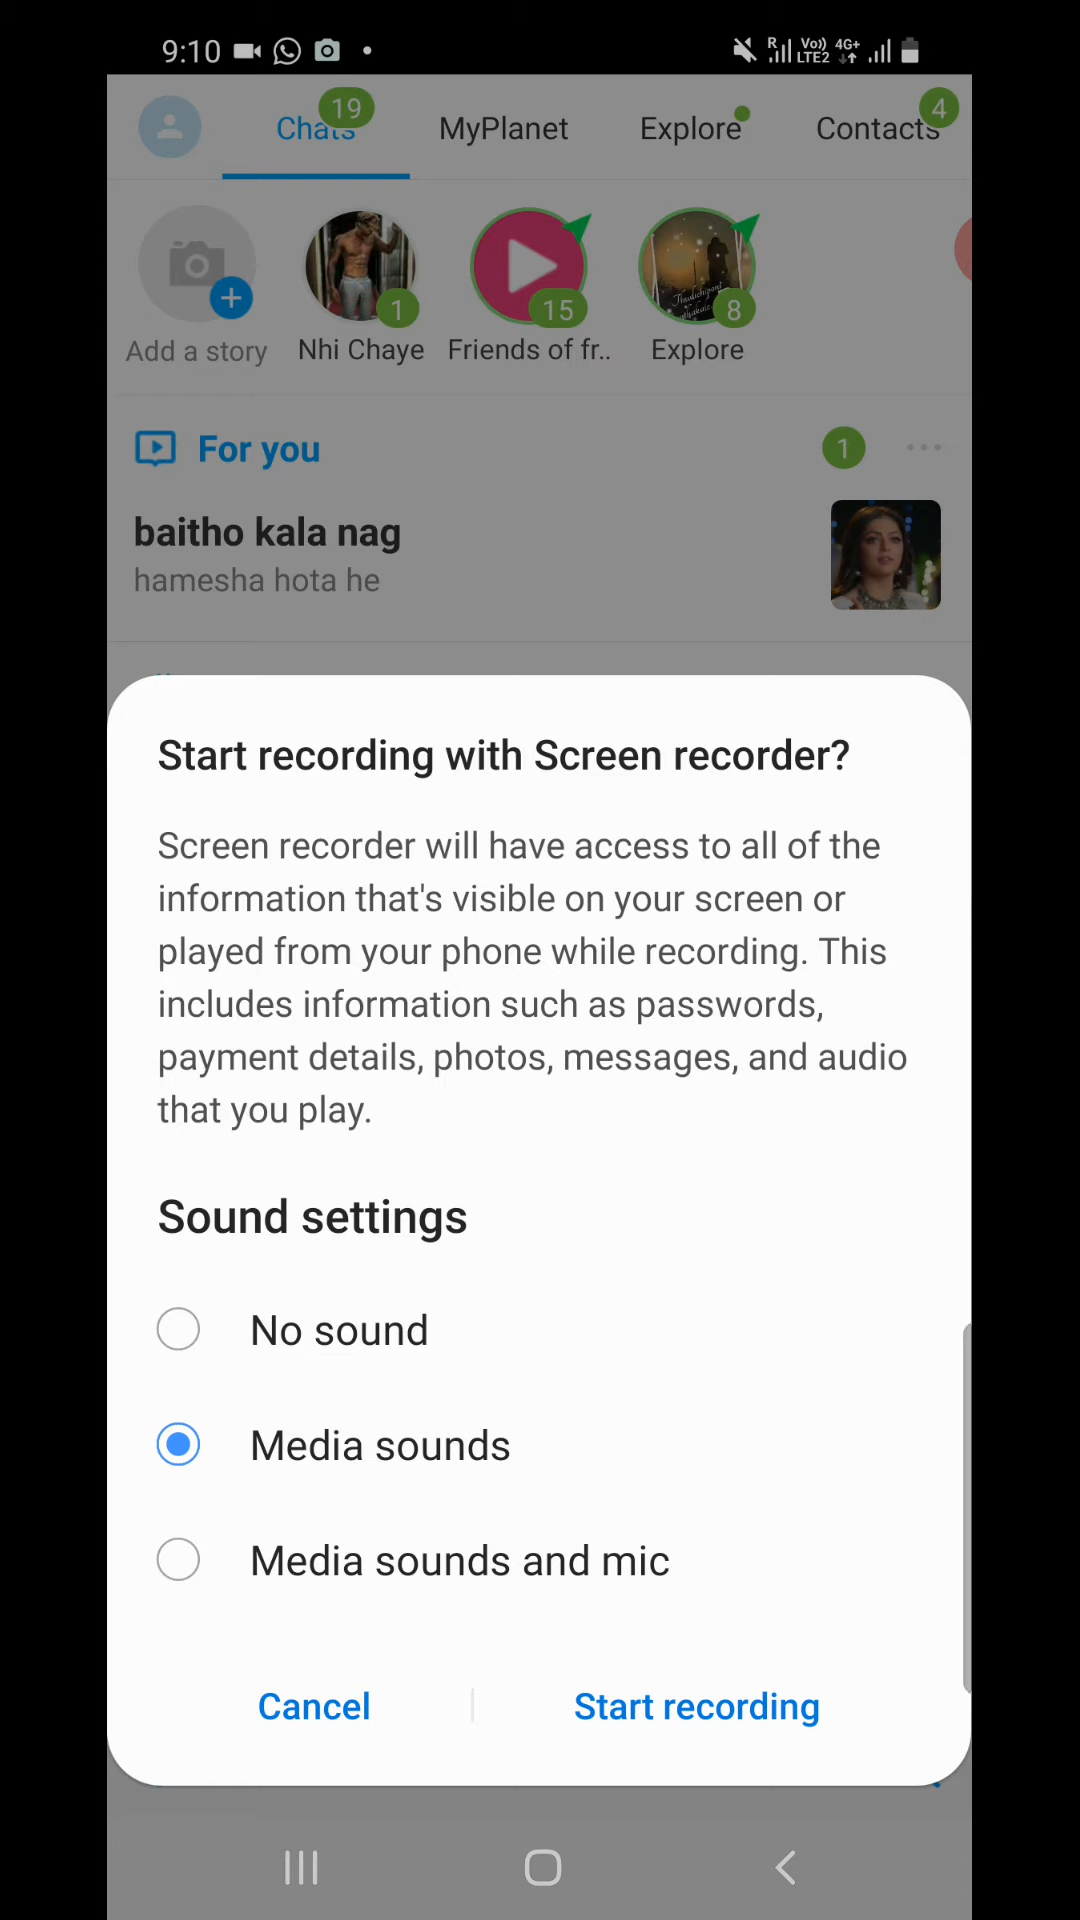 9:10
R Vo)) LTE2 4G+
19
Chats
MyPlanet
Explore
4
Contacts
1
15
8
Add a story
Nhi Chaye
Friends of fr..
Explore
For you
1
baitho kala nag
hamesha hota he
Start recording with Screen recorder?
Screen recorder will have access to all of the
information that's visible on your screen or
played from your phone while recording. This
includes information such as passwords,
payment details, photos, messages, and audio
that you play.
Sound settings
No sound
Media sounds
Media sounds and mic
Cancel
Start recording